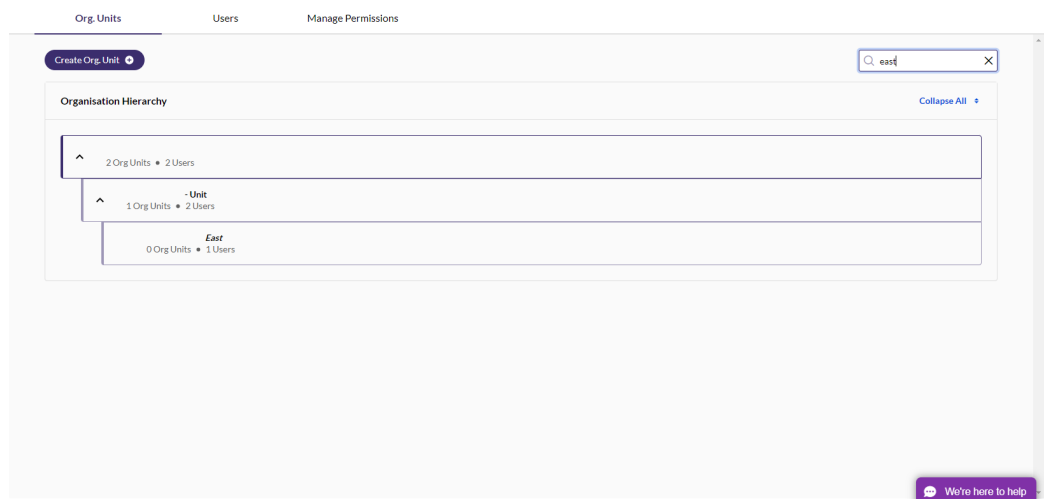 Org. Units Users Manage Permissions
Create Org. Unit
east
Organisation Hierarchy Collapse All
2 Org Units • 2 Users
- Unit
1 Org Units • 2 Users
East
0 Org Units • 1 Users
We're here to help